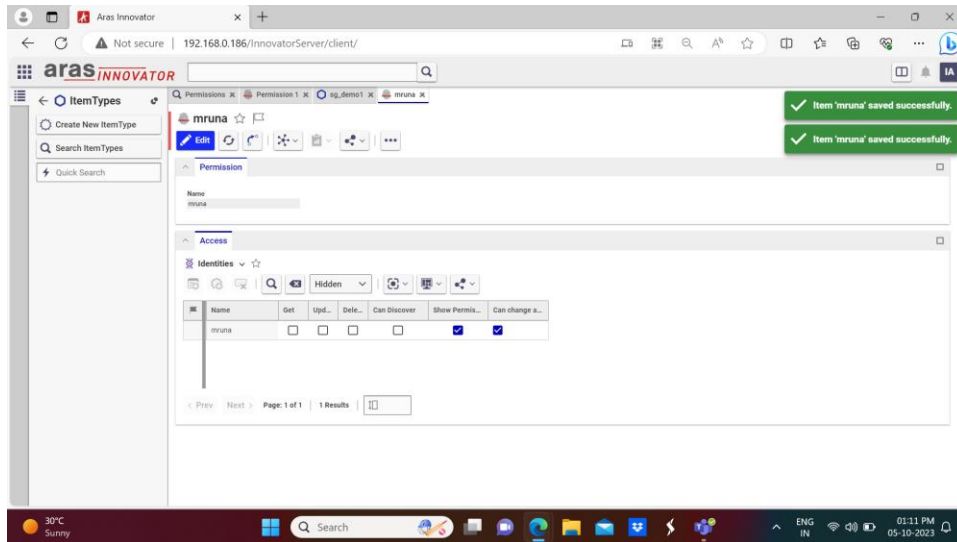 Aras Innovator
Not secure 192.168.0.186/InnovatorServer/client/
aras INNOVATOR
IA
ItemTypes
Create New ItemType
Search ItemTypes
Quick Search
Permissions Permission 1 sg_demo1 mruna
mruna
Edit
Item 'mruna' saved successfully.
Item 'mruna' saved successfully.
Permission
Name
mruna
Access
Identities
Hidden
Name Get Upd... Dele... Can Discover Show Permis... Can change a...
mruna
< Prev Next > Page: 1 of 1 1 Results
30°C
Sunny
Search
ENG
IN
01:11 PM
05-10-2023